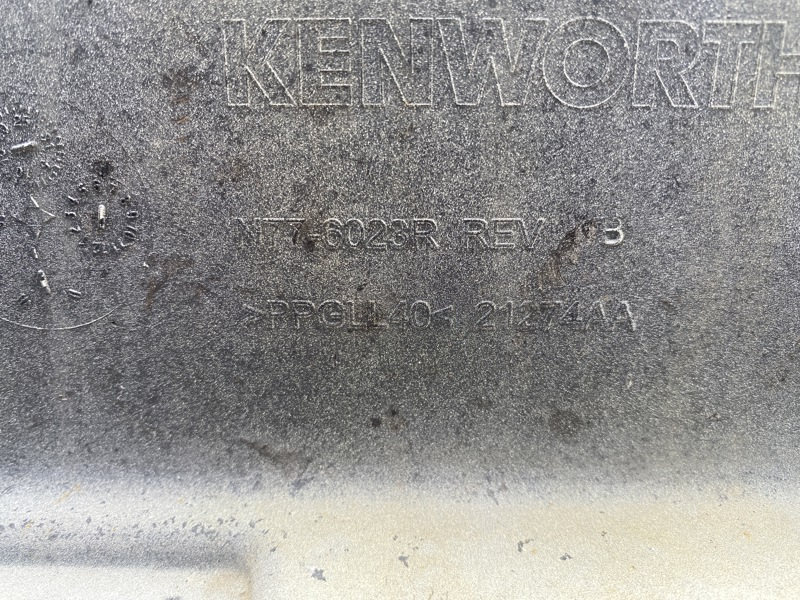 KENWORTH
N77-6023R REV B
>PPGLL40< 21274AA